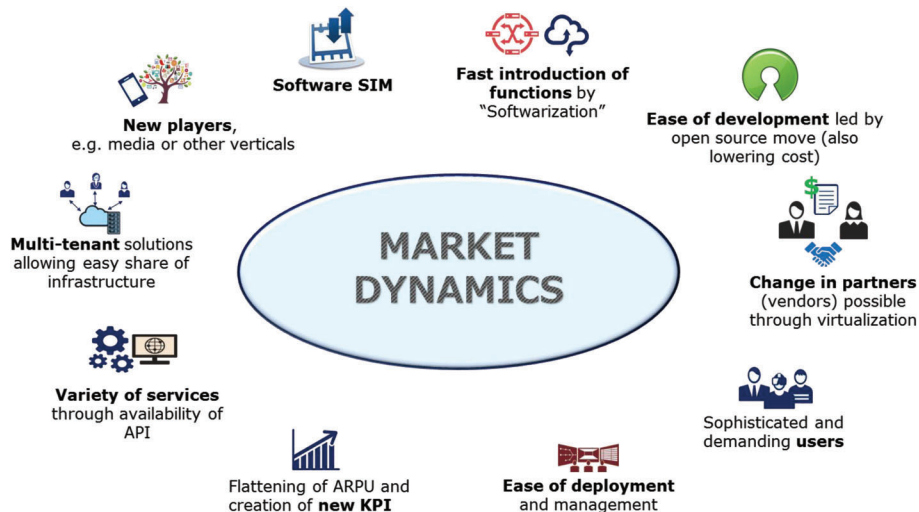 Software SIM
Fast introduction of
functions by
“Softwarization”
Ease of development led by
open source move (also
lowering cost)
$
Change in partners
(vendors) possible
through virtualization
Sophisticated and
demanding users
Ease of deployment
and management
Flattening of ARPU and
creation of new KPI
Variety of services
through availability of
API
Multi-tenant solutions
allowing easy share of
infrastructure
New players,
e.g. media or other verticals
MARKET
DYNAMICS